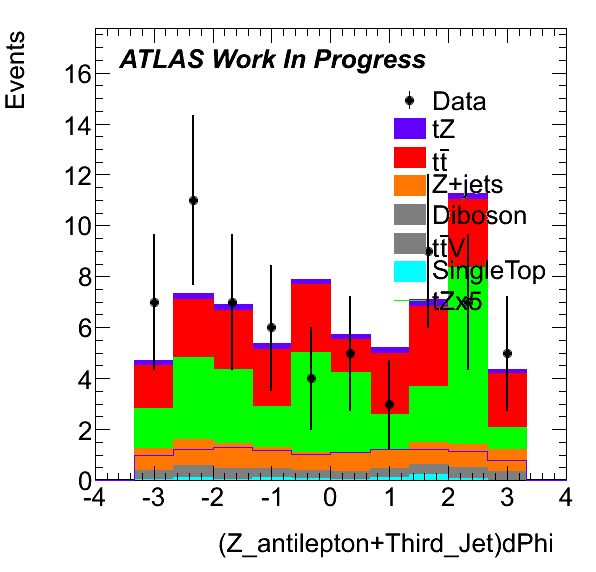 Events
ATLAS Work In Progress
Data
tZ
tt̄
Z+jets
Diboson
tt̄V
SingleTop
tZx5
16
14
12
10
8
6
4
2
0
-4 -3 -2 -1 0 1 2 3 4
(Z_antilepton+Third_Jet)dPhi